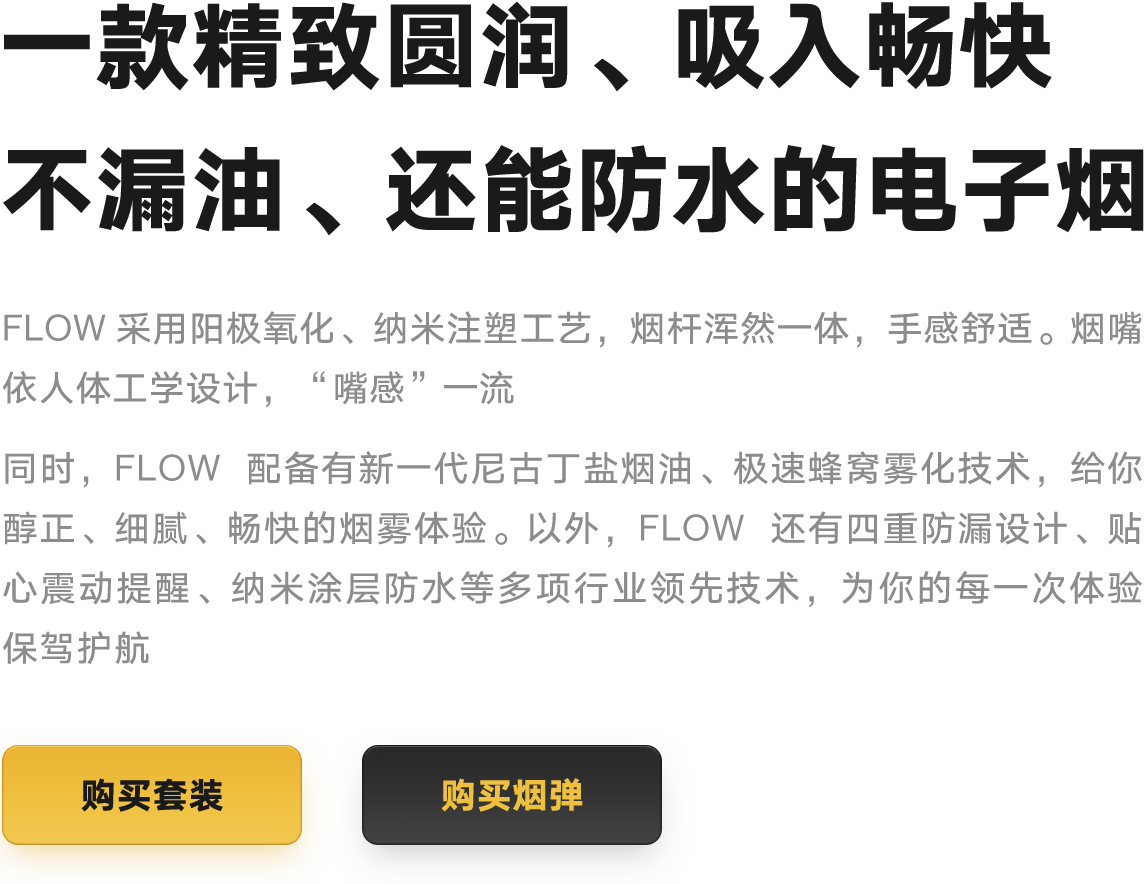 一款精致圆润、吸入畅快
不漏油、还能防水的电子烟
FLOW 采用阳极氧化、纳米注塑工艺，烟杆浑然一体，手感舒适。烟嘴
依人体工学设计，“嘴感”一流
同时，FLOW 配备有新一代尼古丁盐烟油、极速蜂窝雾化技术，给你
醇正、细腻、畅快的烟雾体验。以外，FLOW 还有四重防漏设计、贴
心震动提醒、纳米涂层防水等多项行业领先技术，为你的每一次体验
保驾护航
购买套装
购买烟弹